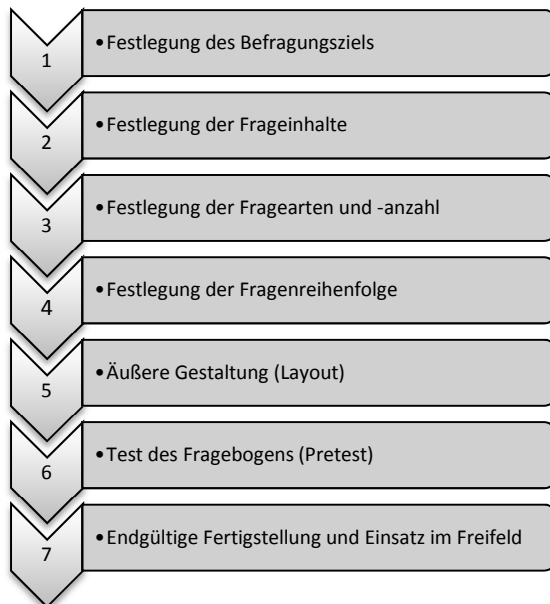 1 •Festlegung des Befragungsziels
2 •Festlegung der Frageinhalte
3 •Festlegung der Fragearten und -anzahl
4 •Festlegung der Fragenreihenfolge
5 •Äußere Gestaltung (Layout)
6 •Test des Fragebogens (Pretest)
7 •Endgültige Fertigstellung und Einsatz im Freifeld